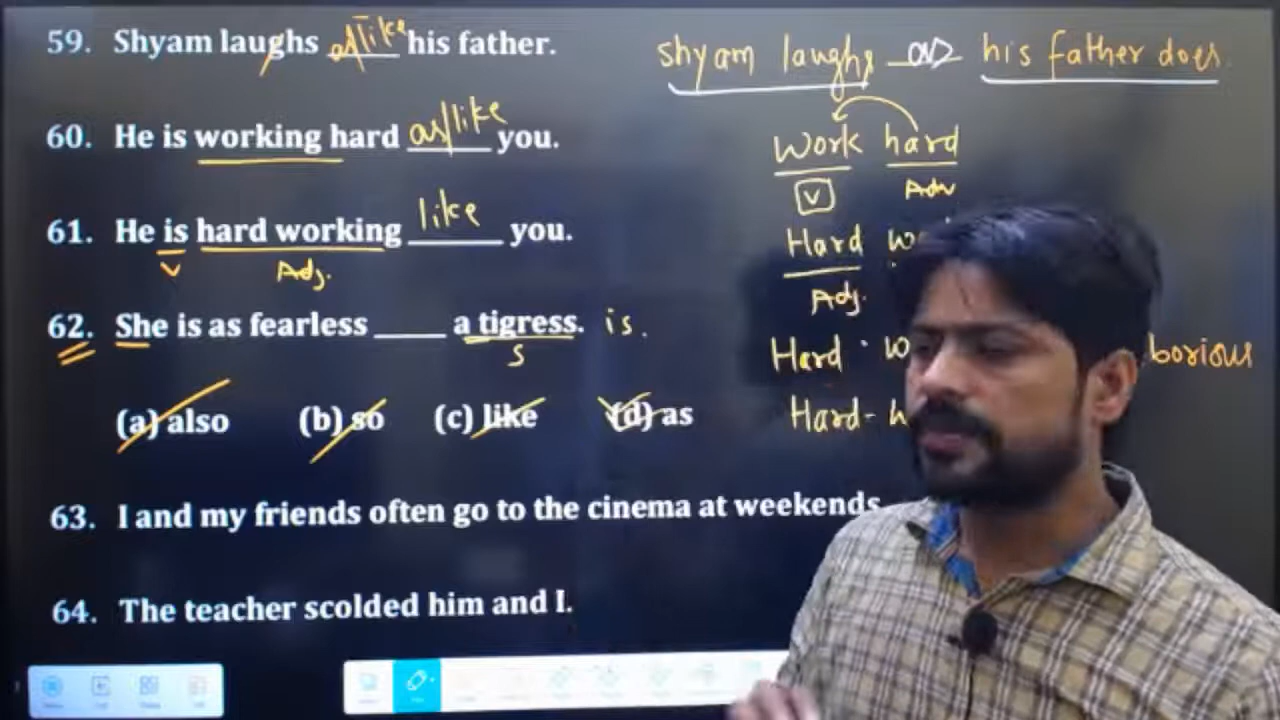 59. Shyam laughs as/like his father.
shyam laughs as his father does.
60. He is working hard as/like you.
work hard
V Adv
61. He is hard working like you.
V Adj.
Hard
Adj.
62. She is as fearless ____ a tigress. is.
S
Hard borious
(a) also (b) so (c) like (d) as
Hard-
63. I and my friends often go to the cinema at weekends
64. The teacher scolded him and I.